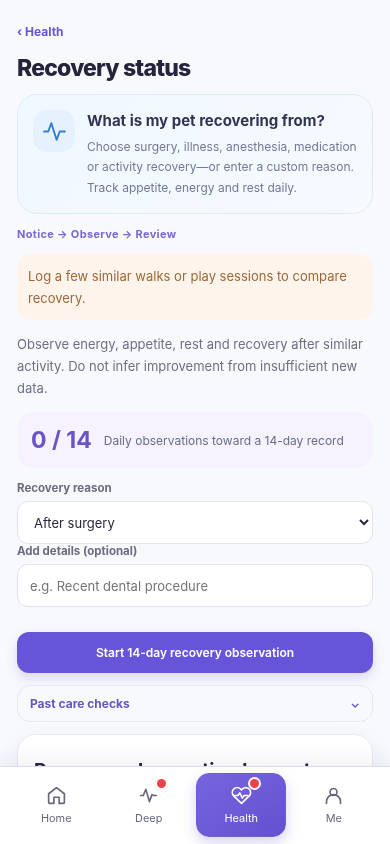 ‹ Health
Recovery status
What is my pet recovering from?
Choose surgery, illness, anesthesia, medication
or activity recovery—or enter a custom reason.
Track appetite, energy and rest daily.
Notice → Observe → Review
Log a few similar walks or play sessions to compare
recovery.
Observe energy, appetite, rest and recovery after similar
activity. Do not infer improvement from insufficient new
data.
0 / 14 Daily observations toward a 14-day record
Recovery reason
After surgery
Add details (optional)
e.g. Recent dental procedure
Start 14-day recovery observation
Past care checks
Home Deep Health Me